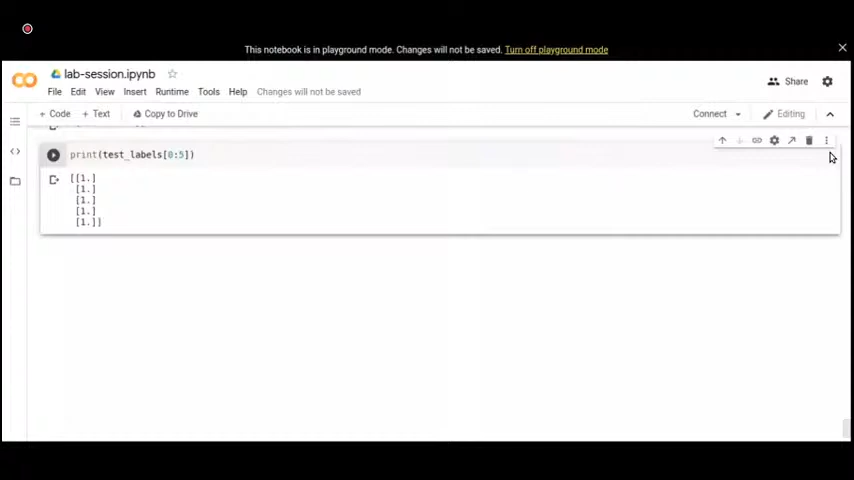 This notebook is in playground mode. Changes will not be saved. Turn off playground mode
lab-session.ipynb
File Edit View Insert Runtime Tools Help Changes will not be saved
Share
+ Code + Text Copy to Drive
Connect
Editing
print(test_labels[0:5])
[[1.]
[1.]
[1.]
[1.]
[1.]]